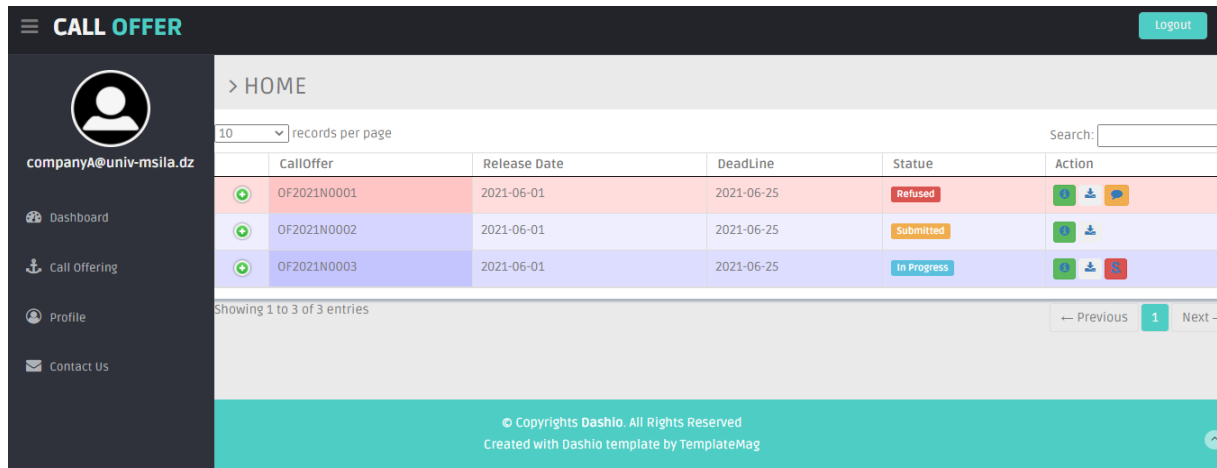 CALL OFFER
Logout
companyA@univ-msila.dz
Dashboard
Call Offering
Profile
Contact Us
> HOME
10 records per page
Search:
CallOffer Release Date DeadLine Statue Action
OF2021N0001 2021-06-01 2021-06-25 Refused
OF2021N0002 2021-06-01 2021-06-25 Submitted
OF2021N0003 2021-06-01 2021-06-25 In Progress S
Showing 1 to 3 of 3 entries
← Previous 1 Next
© Copyrights Dashio. All Rights Reserved
Created with Dashio template by TemplateMag